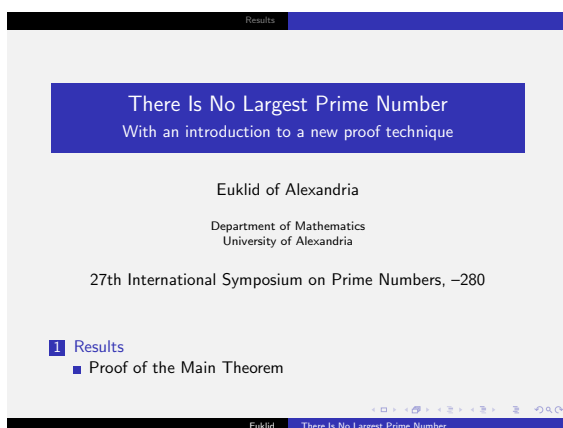 Results
There Is No Largest Prime Number
With an introduction to a new proof technique
Euklid of Alexandria
Department of Mathematics
University of Alexandria
27th International Symposium on Prime Numbers, –280
1 Results
Proof of the Main Theorem
Euklid There Is No Largest Prime Number